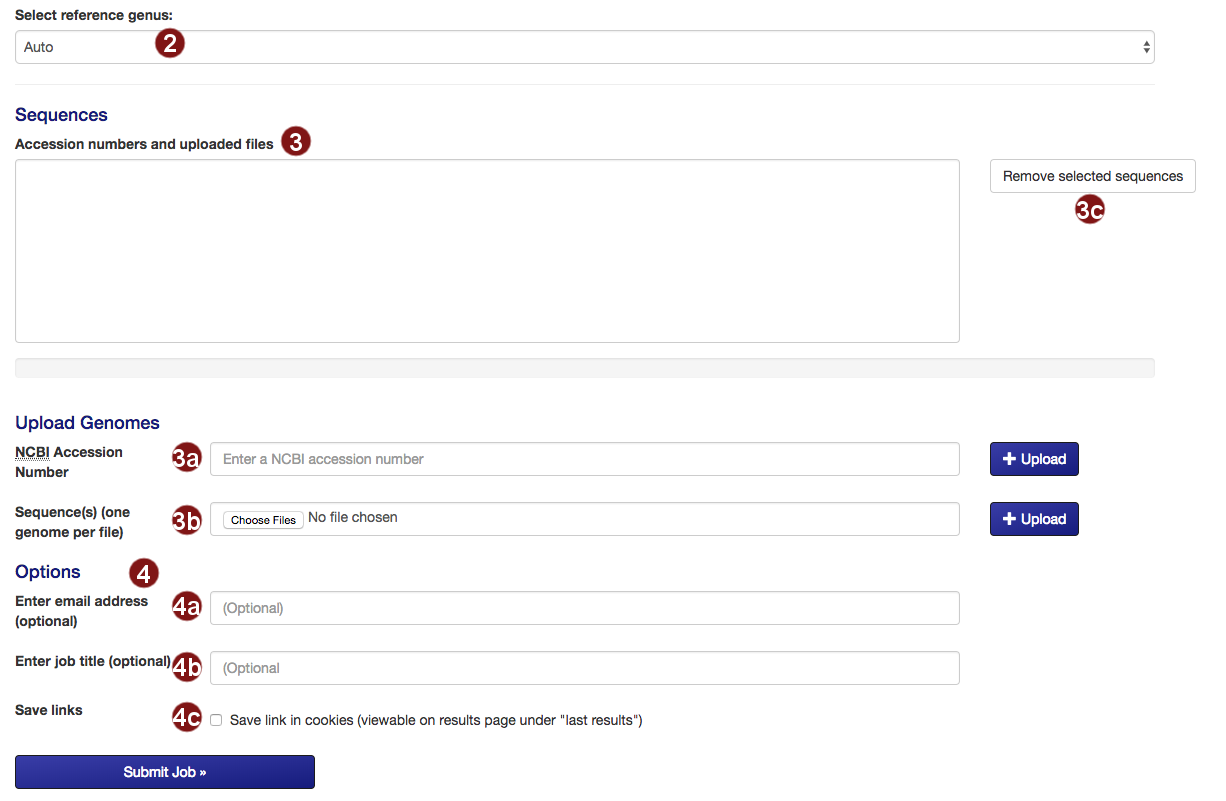 Select reference genus:
Auto 2
Sequences
Accession numbers and uploaded files 3
Remove selected sequences
3c
Upload Genomes
NCBI Accession
Number
3a Enter a NCBI accession number + Upload
Sequence(s) (one
genome per file)
3b Choose Files No file chosen + Upload
Options 4
Enter email address
(optional)
4a (Optional)
Enter job title (optional) 4b (Optional
Save links 4c Save link in cookies (viewable on results page under "last results")
Submit Job »